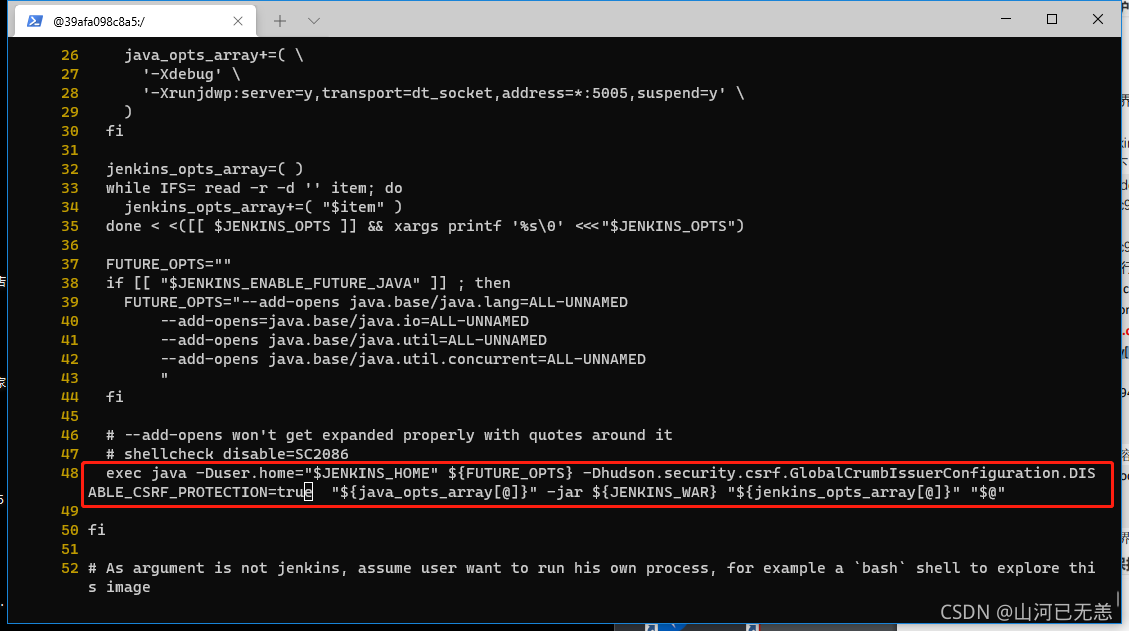 @39afa098c8a5:/
26     java_opts_array+=( \
27       '-Xdebug' \
28       '-Xrunjdwp:server=y,transport=dt_socket,address=*:5005,suspend=y' \
29     )
30   fi
31
32   jenkins_opts_array=( )
33   while IFS= read -r -d '' item; do
34     jenkins_opts_array+=( "$item" )
35   done < <([[ $JENKINS_OPTS ]] && xargs printf '%s\0' <<<"$JENKINS_OPTS")
36
37   FUTURE_OPTS=""
38   if [[ "$JENKINS_ENABLE_FUTURE_JAVA" ]] ; then
39     FUTURE_OPTS="--add-opens java.base/java.lang=ALL-UNNAMED
40         --add-opens=java.base/java.io=ALL-UNNAMED
41         --add-opens java.base/java.util=ALL-UNNAMED
42         --add-opens java.base/java.util.concurrent=ALL-UNNAMED
43         "
44   fi
45
46   # --add-opens won't get expanded properly with quotes around it
47   # shellcheck disable=SC2086
48   exec java -Duser.home="$JENKINS_HOME" ${FUTURE_OPTS} -Dhudson.security.csrf.GlobalCrumbIssuerConfiguration.DIS
ABLE_CSRF_PROTECTION=true  "${java_opts_array[@]}" -jar ${JENKINS_WAR} "${jenkins_opts_array[@]}" "$@"
49
50 fi
51
52 # As argument is not jenkins, assume user want to run his own process, for example a `bash` shell to explore thi
s image
CSDN @山河已无恙